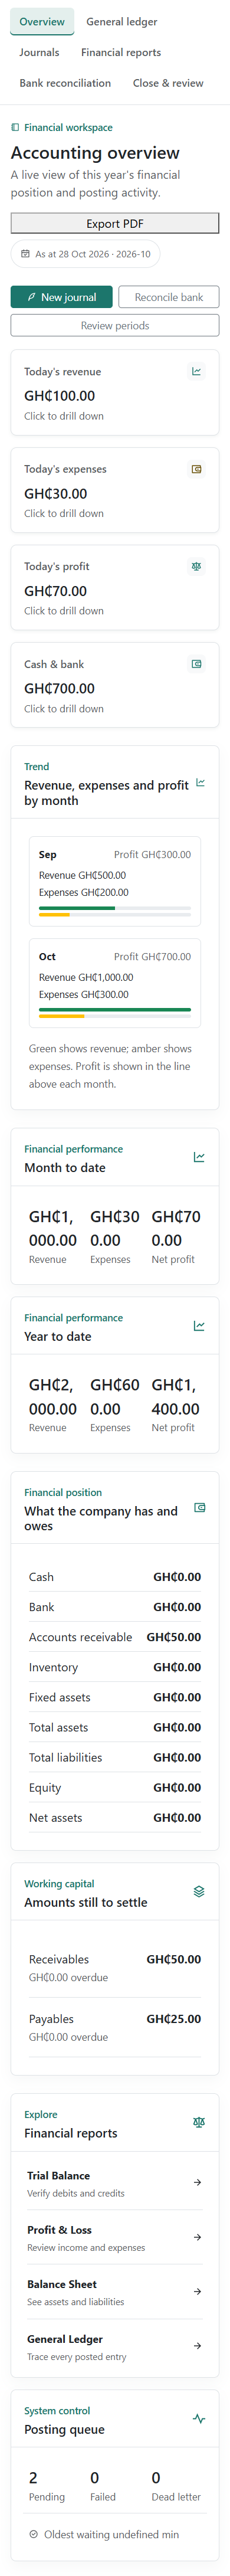 Overview
General ledger
Journals
Financial reports
Bank reconciliation
Close & review
Financial workspace
Accounting overview
A live view of this year's financial
position and posting activity.
Export PDF
As at 28 Oct 2026 · 2026-10
New journal
Reconcile bank
Review periods
Today's revenue
GH₵100.00
Click to drill down
Today's expenses
GH₵30.00
Click to drill down
Today's profit
GH₵70.00
Click to drill down
Cash & bank
GH₵700.00
Click to drill down
Trend
Revenue, expenses and profit
by month
Sep
Profit GH₵300.00
Revenue GH₵500.00
Expenses GH₵200.00
Oct
Profit GH₵700.00
Revenue GH₵1,000.00
Expenses GH₵300.00
Green shows revenue; amber shows
expenses. Profit is shown in the line
above each month.
Financial performance
Month to date
GH₵1, GH₵30 GH₵70
000.00 0.00 0.00
Revenue Expenses Net profit
Financial performance
Year to date
GH₵2, GH₵60 GH₵1,
000.00 0.00 400.00
Revenue Expenses Net profit
Financial position
What the company has and
owes
Cash GH₵0.00
Bank GH₵0.00
Accounts receivable GH₵50.00
Inventory GH₵0.00
Fixed assets GH₵0.00
Total assets GH₵0.00
Total liabilities GH₵0.00
Equity GH₵0.00
Net assets GH₵0.00
Working capital
Amounts still to settle
Receivables GH₵50.00
GH₵0.00 overdue
Payables GH₵25.00
GH₵0.00 overdue
Explore
Financial reports
Trial Balance
Verify debits and credits
Profit & Loss
Review income and expenses
Balance Sheet
See assets and liabilities
General Ledger
Trace every posted entry
System control
Posting queue
2 0 0
Pending Failed Dead letter
Oldest waiting undefined min